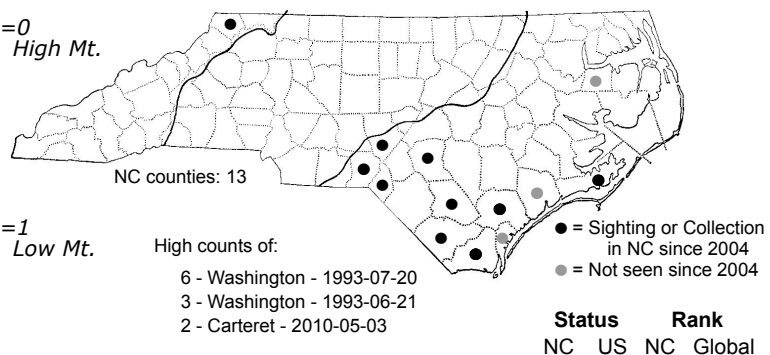 =0
High Mt.
NC counties: 13
=1
Low Mt.
High counts of:
6 - Washington - 1993-07-20
3 - Washington - 1993-06-21
2 - Carteret - 2010-05-03
● = Sighting or Collection
in NC since 2004
● = Not seen since 2004
Status Rank
NC US NC Global